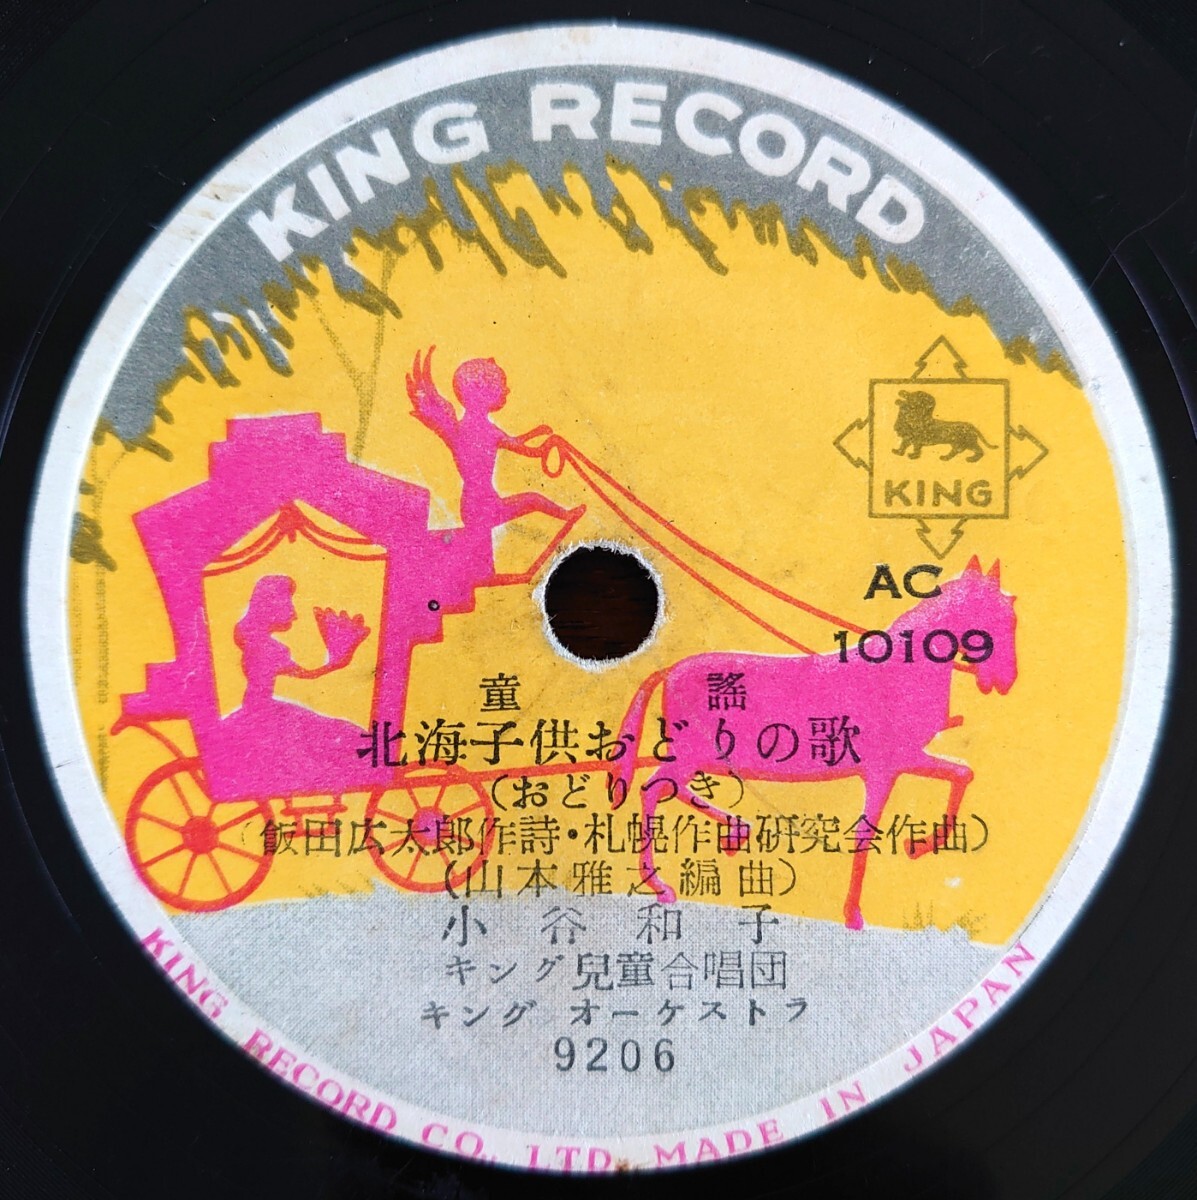 KING RECORD
KING
AC
10109
童謡
北海子供おどりの歌
(おどりつき)
(飯田広太郎作詩・札幌作曲研究会作曲)
(山本雅之編曲)
小谷和子
キング兒童合唱団
キング オーケストラ
9206
KING RECORD CO., LTD. MADE IN JAPAN